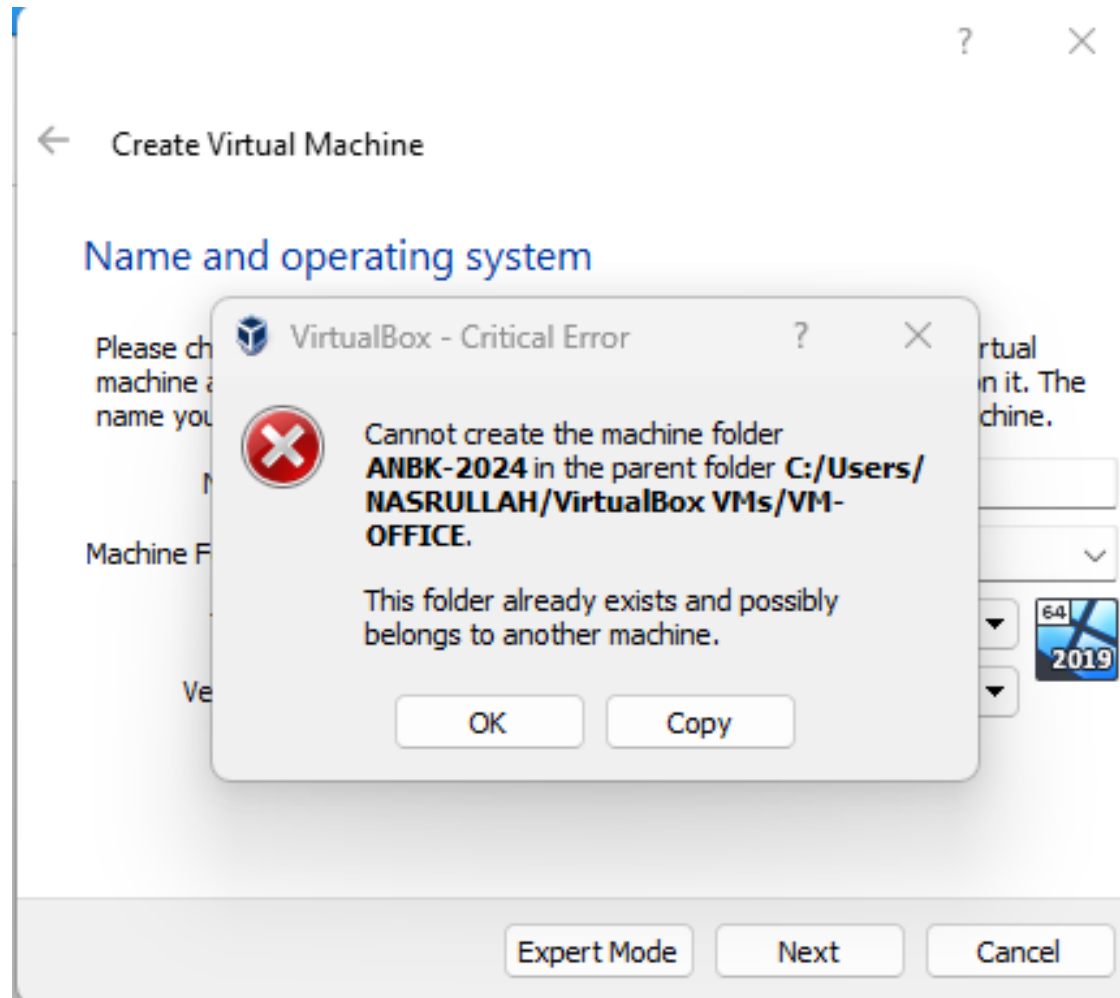 ?
Create Virtual Machine
Name and operating system
Please ch
rtual
machine a
n it. The
name you
chine.
N
Machine F
Ve
VirtualBox - Critical Error
?
Cannot create the machine folder
ANBK-2024 in the parent folder C:/Users/
NASRULLAH/VirtualBox VMs/VM-
OFFICE.
This folder already exists and possibly
belongs to another machine.
OK
Copy
64
2019
Expert Mode
Next
Cancel